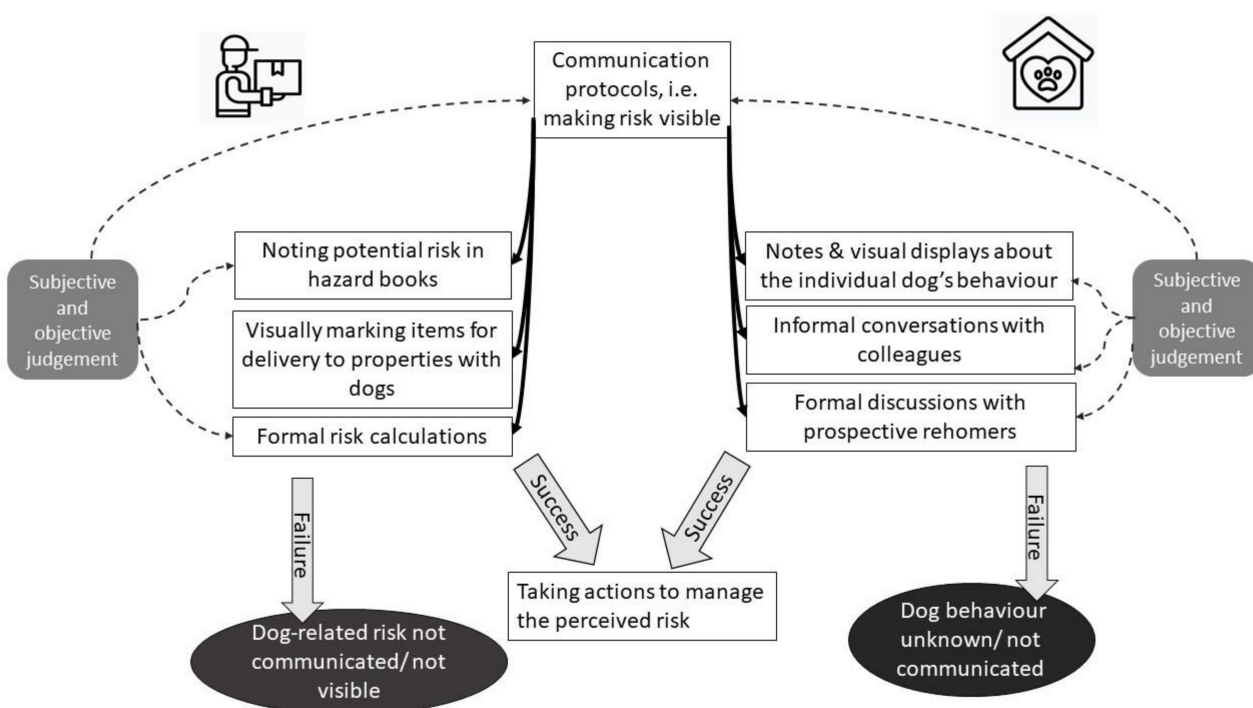 Communication
protocols, i.e.
making risk visible
Subjective
and
objective
judgement
Noting potential risk in
hazard books
Visually marking items for
delivery to properties with
dogs
Formal risk calculations
Notes & visual displays about
the individual dog's behaviour
Informal conversations with
colleagues
Formal discussions with
prospective rehomers
Subjective
and
objective
judgement
Failure
Success
Success
Failure
Taking actions to manage
the perceived risk
Dog-related risk not
communicated/ not
visible
Dog behaviour
unknown/ not
communicated